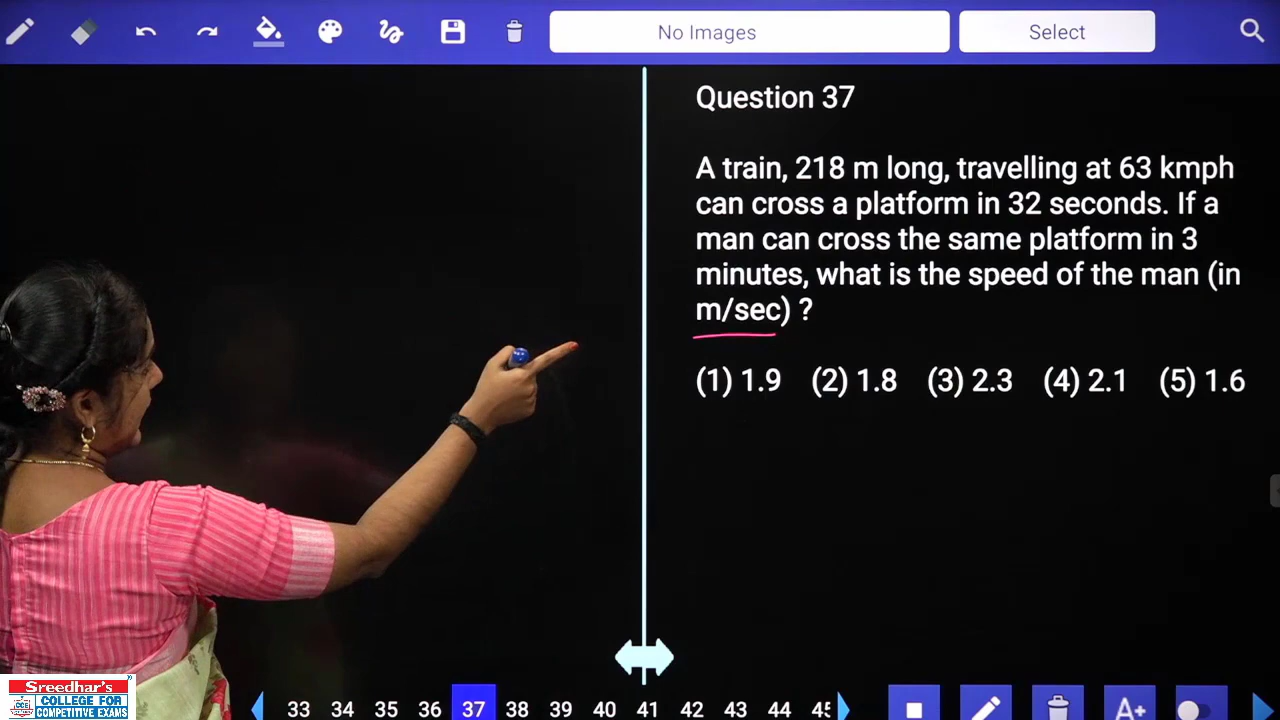 No Images
Select
Question 37
A train, 218 m long, travelling at 63 kmph
can cross a platform in 32 seconds. If a
man can cross the same platform in 3
minutes, what is the speed of the man (in
m/sec) ?
(1) 1.9 (2) 1.8 (3) 2.3 (4) 2.1 (5) 1.6
33 34 35 36 37 38 39 40 41 42 43 44 45
A+
Sreedhar's
CCE
COLLEGE FOR
COMPETITIVE EXAMS